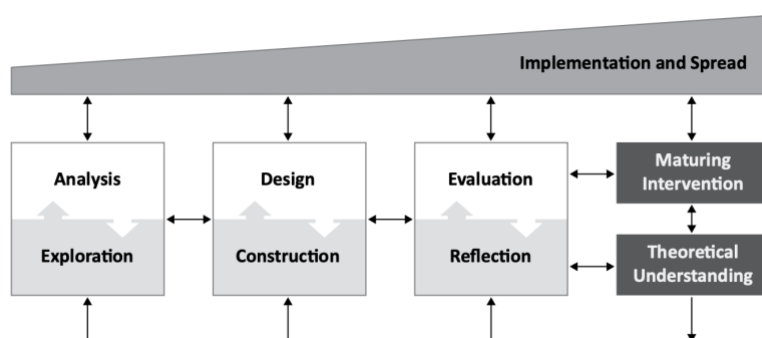 Implementation and Spread
Analysis
Exploration
Design
Construction
Evaluation
Reflection
Maturing
Intervention
Theoretical
Understanding